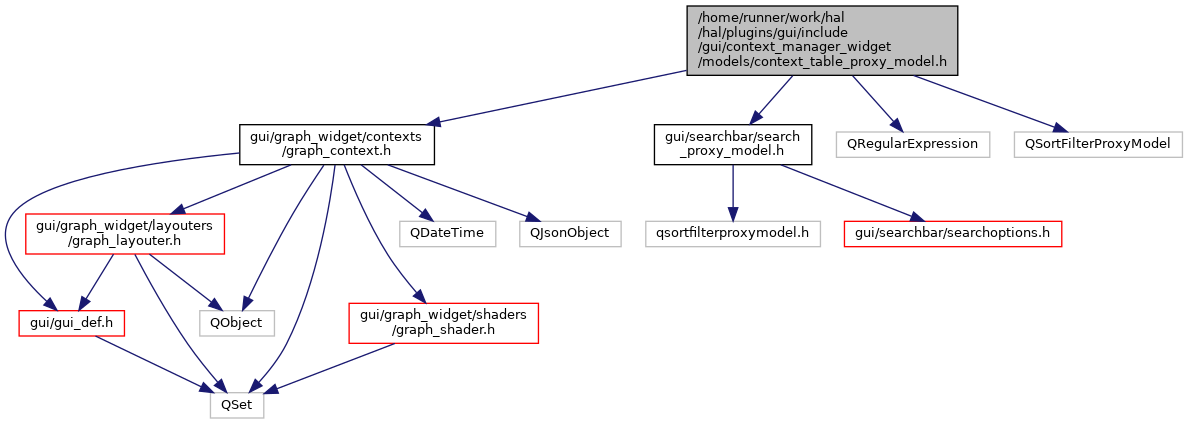 /home/runner/work/hal
/hal/plugins/gui/include
/gui/context_manager_widget
/models/context_table_proxy_model.h
gui/graph_widget/contexts
/graph_context.h
gui/searchbar/search
_proxy_model.h
QRegularExpression
QSortFilterProxyModel
gui/graph_widget/layouters
/graph_layouter.h
QDateTime
QJsonObject
qsortfilterproxymodel.h
gui/searchbar/searchoptions.h
gui/gui_def.h
QObject
gui/graph_widget/shaders
/graph_shader.h
QSet